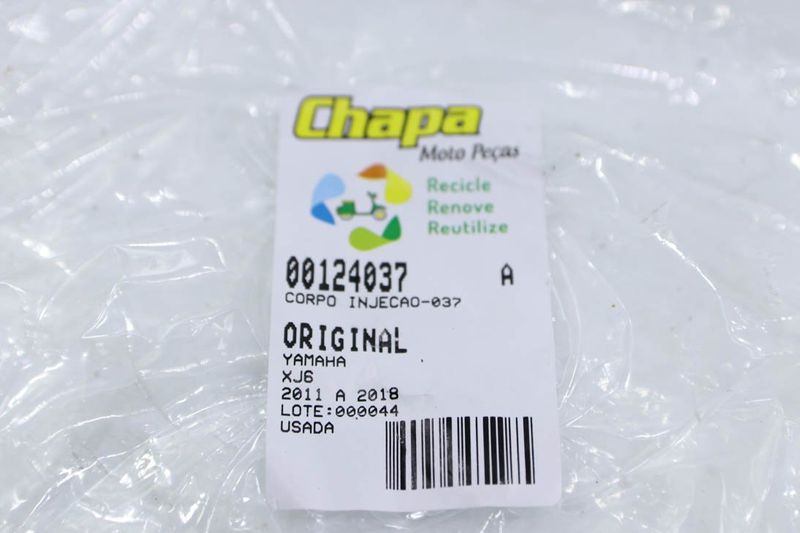 Chapa
Moto Peças
Recicle
Renove
Reutilize
00124037 A
CORPO INJECAO-037
ORIGINAL
YAMAHA
XJ6
2011 A 2018
LOTE:000044
USADA